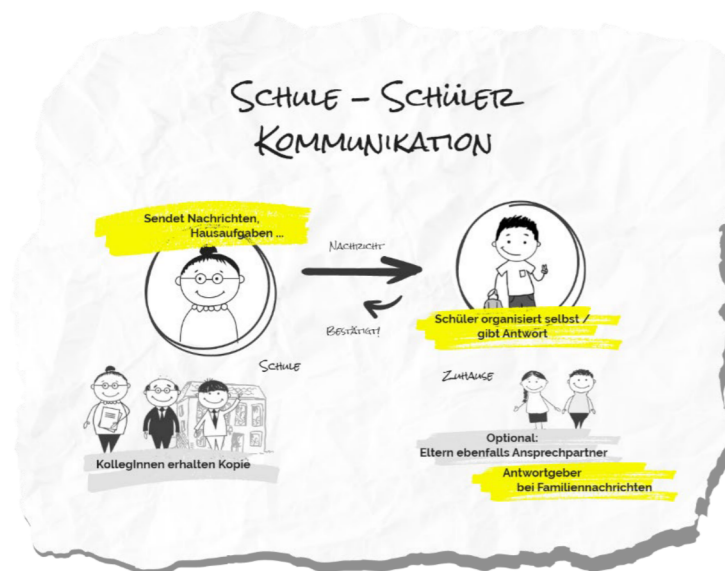 SCHULE – SCHÜLER
KOMMUNIKATION
Sendet Nachrichten,
Hausaufgaben ...
NACHRICHT
BESTÄTIGT!
Schüler organisiert selbst /
gibt Antwort
SCHULE
ZUHAUSE
KollegInnen erhalten Kopie
Optional:
Eltern ebenfalls Ansprechpartner
Antwortgeber
bei Familiennachrichten